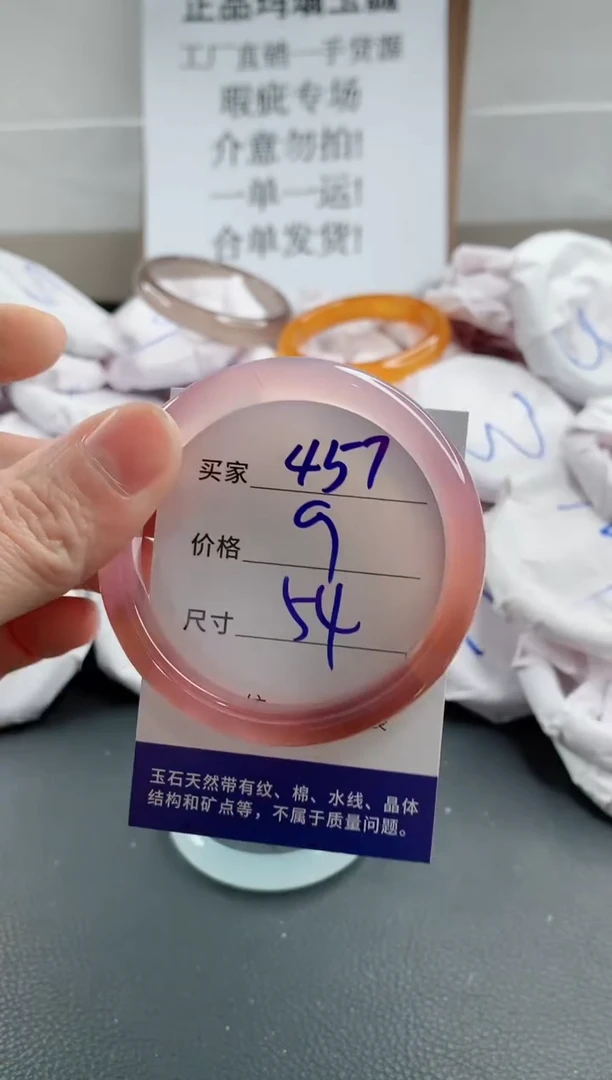 正品玛瑙玉镯
工厂直销一手货源
瑕疵专场
介意勿拍!
一单一运!
合单发货!
买家 457
价格 9
尺寸 54
玉石天然带有纹、棉、水线、晶体
结构和矿点等，不属于质量问题。